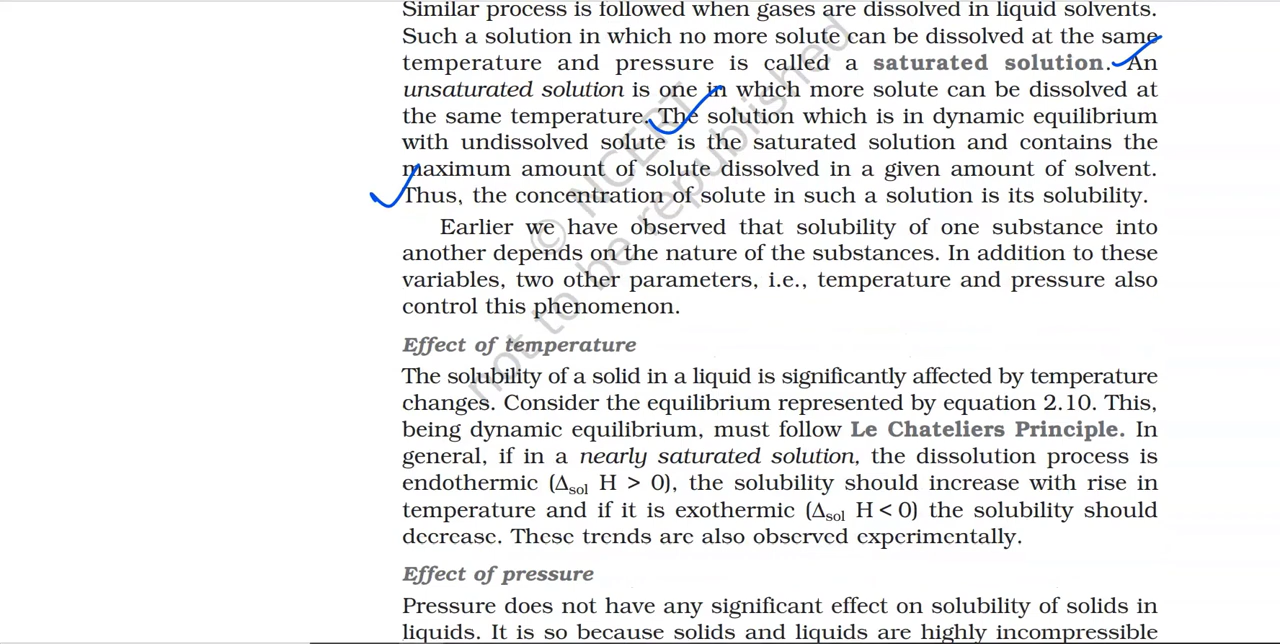 Similar process is followed when gases are dissolved in liquid solvents.
Such a solution in which no more solute can be dissolved at the same
temperature and pressure is called a saturated solution. An
unsaturated solution is one in which more solute can be dissolved at
the same temperature. The solution which is in dynamic equilibrium
with undissolved solute is the saturated solution and contains the
maximum amount of solute dissolved in a given amount of solvent.
Thus, the concentration of solute in such a solution is its solubility.
Earlier we have observed that solubility of one substance into
another depends on the nature of the substances. In addition to these
variables, two other parameters, i.e., temperature and pressure also
control this phenomenon.
Effect of temperature
The solubility of a solid in a liquid is significantly affected by temperature
changes. Consider the equilibrium represented by equation 2.10. This,
being dynamic equilibrium, must follow Le Chateliers Principle. In
general, if in a nearly saturated solution, the dissolution process is
endothermic (Δsol H > 0), the solubility should increase with rise in
temperature and if it is exothermic (Δsol H < 0) the solubility should
decrease. These trends are also observed experimentally.
Effect of pressure
Pressure does not have any significant effect on solubility of solids in
liquids. It is so because solids and liquids are highly incompressible
© NCERT
not to be republished